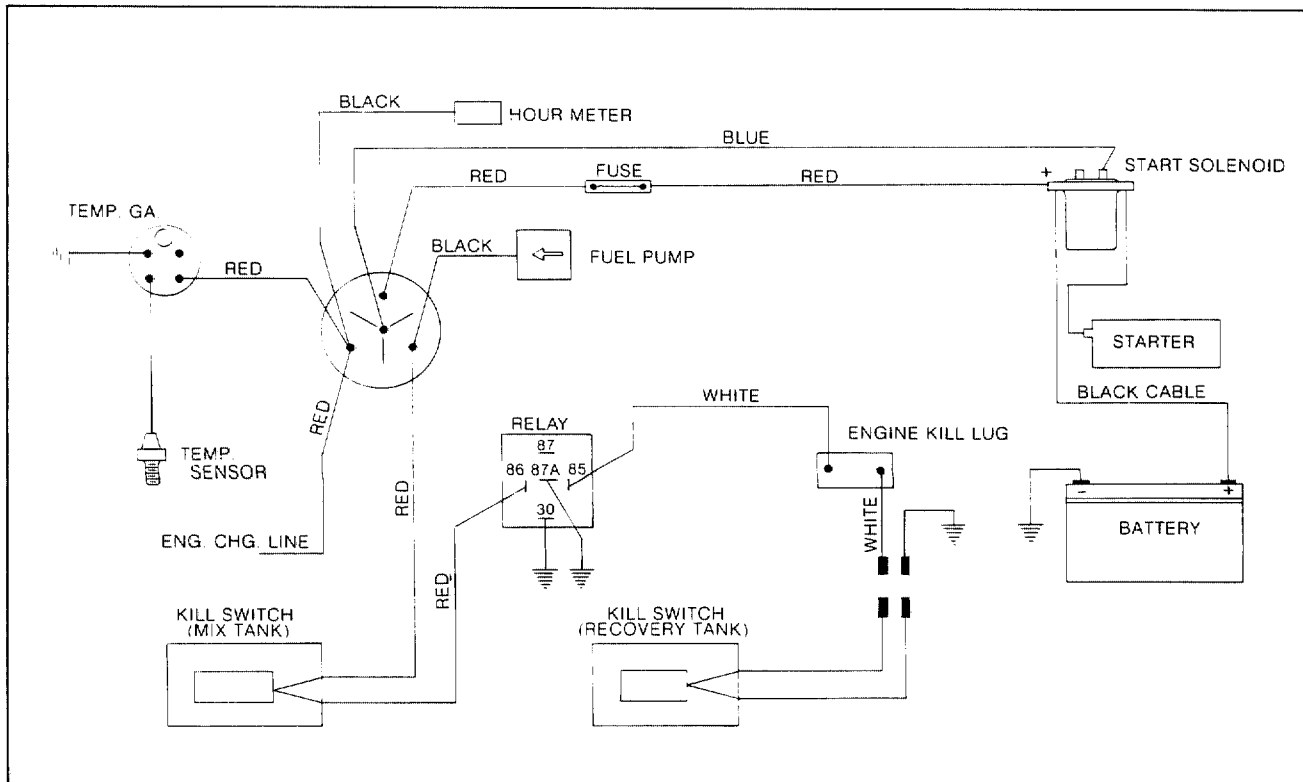 BLACK
HOUR METER
BLUE
START SOLENOID
RED
FUSE
RED
+
TEMP. GA.
RED
BLACK
FUEL PUMP
STARTER
BLACK CABLE
WHITE
RELAY
87
86 87A 85
30
ENGINE KILL LUG
RED
TEMP.
SENSOR
RED
WHITE
- +
BATTERY
ENG. CHG. LINE
RED
KILL SWITCH
(MIX TANK)
KILL SWITCH
(RECOVERY TANK)